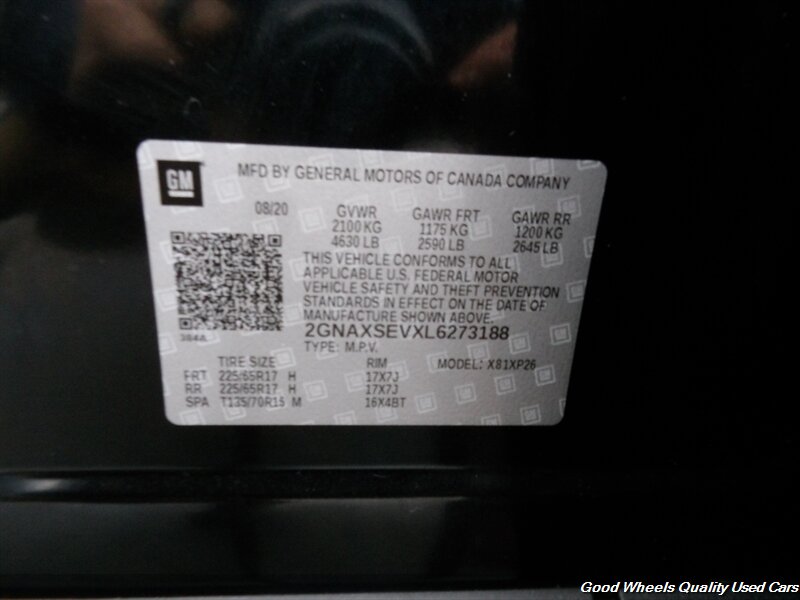 GM
MFD BY GENERAL MOTORS OF CANADA COMPANY
08/20 GVWR GAWR FRT GAWR RR
2100 KG 1175 KG 1200 KG
4630 LB 2590 LB 2645 LB
THIS VEHICLE CONFORMS TO ALL
APPLICABLE U.S. FEDERAL MOTOR
VEHICLE SAFETY AND THEFT PREVENTION
STANDARDS IN EFFECT ON THE DATE OF
MANUFACTURE SHOWN ABOVE.
2GNAXSEVXL6273188
TYPE: M.P.V. MODEL: X81XP26
TIRE SIZE RIM
FRT 225/65R17 H 17X7J
RR 225/65R17 H 17X7J
SPA T135/70R16 M 16X4BT
Good Wheels Quality Used Cars